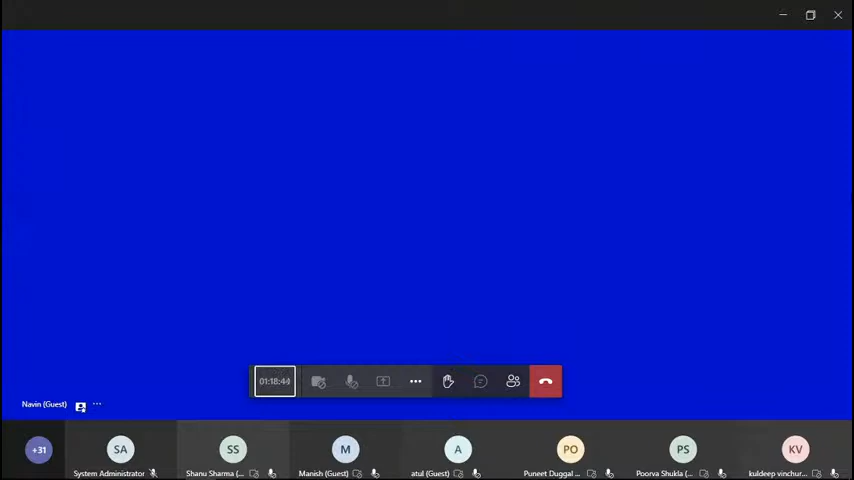 01:18:44
Navin (Guest)
+31
SA
SS
M
A
PO
PS
KV
System Administrator
Shanu Sharma (...
Manish (Guest)
atul (Guest)
Puneet Duggal ...
Poorva Shukla (...
kuldeep vinchur...